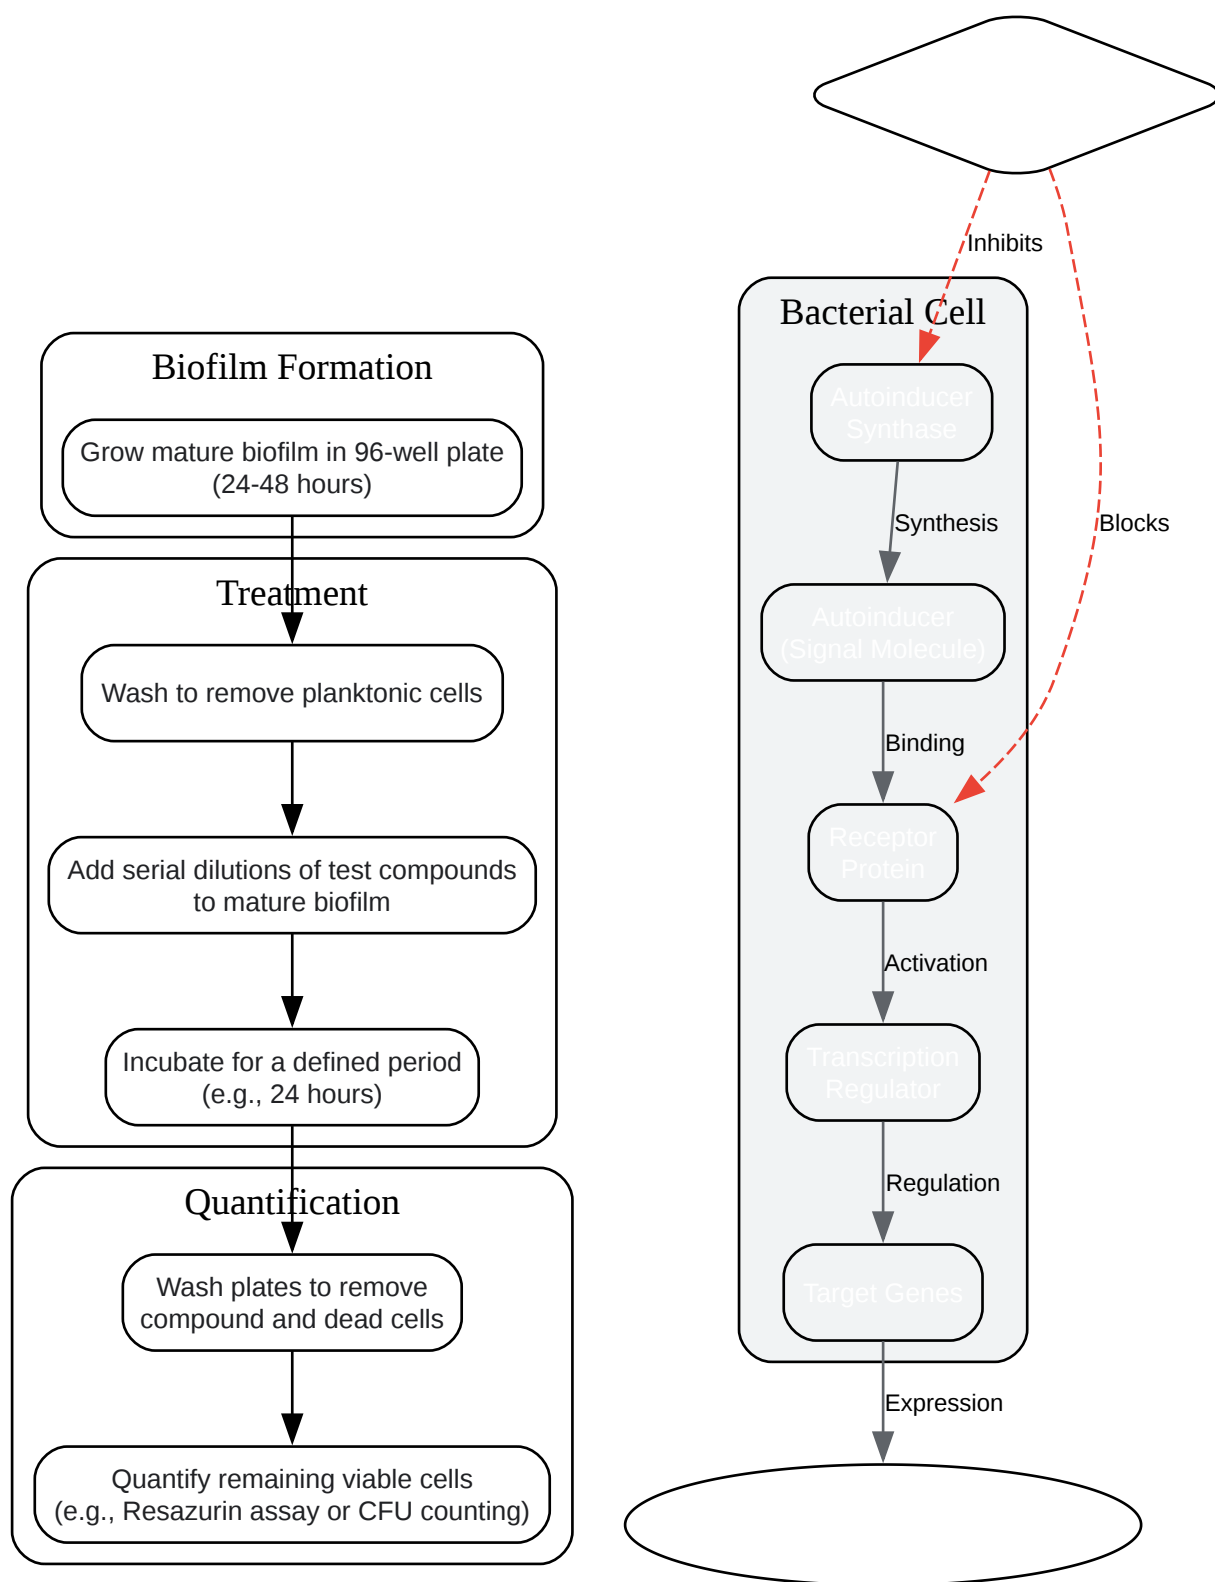 Biofilm Formation
Grow mature biofilm in 96-well plate
(24-48 hours)
Treatment
Wash to remove planktonic cells
Add serial dilutions of test compounds
to mature biofilm
Incubate for a defined period
(e.g., 24 hours)
Quantification
Wash plates to remove
compound and dead cells
Quantify remaining viable cells
(e.g., Resazurin assay or CFU counting)
Inhibits
Blocks
Bacterial Cell
Autoinducer
Synthase
Synthesis
Autoinducer
(Signal Molecule)
Binding
Receptor
Protein
Activation
Transcription
Regulator
Regulation
Target Genes
Expression